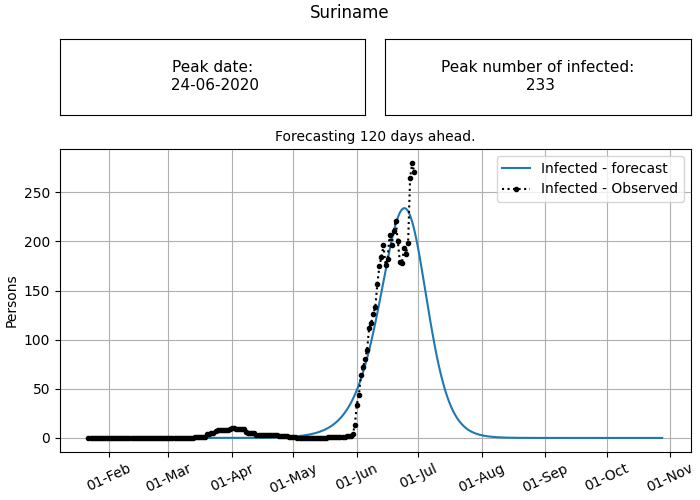 Suriname
Peak date:
24-06-2020
Peak number of infected:
233
Forecasting 120 days ahead.
Infected - forecast
Infected - Observed
Persons
250
200
150
100
50
0
01-Feb
01-Mar
01-Apr
01-May
01-Jun
01-Jul
01-Aug
01-Sep
01-Oct
01-Nov